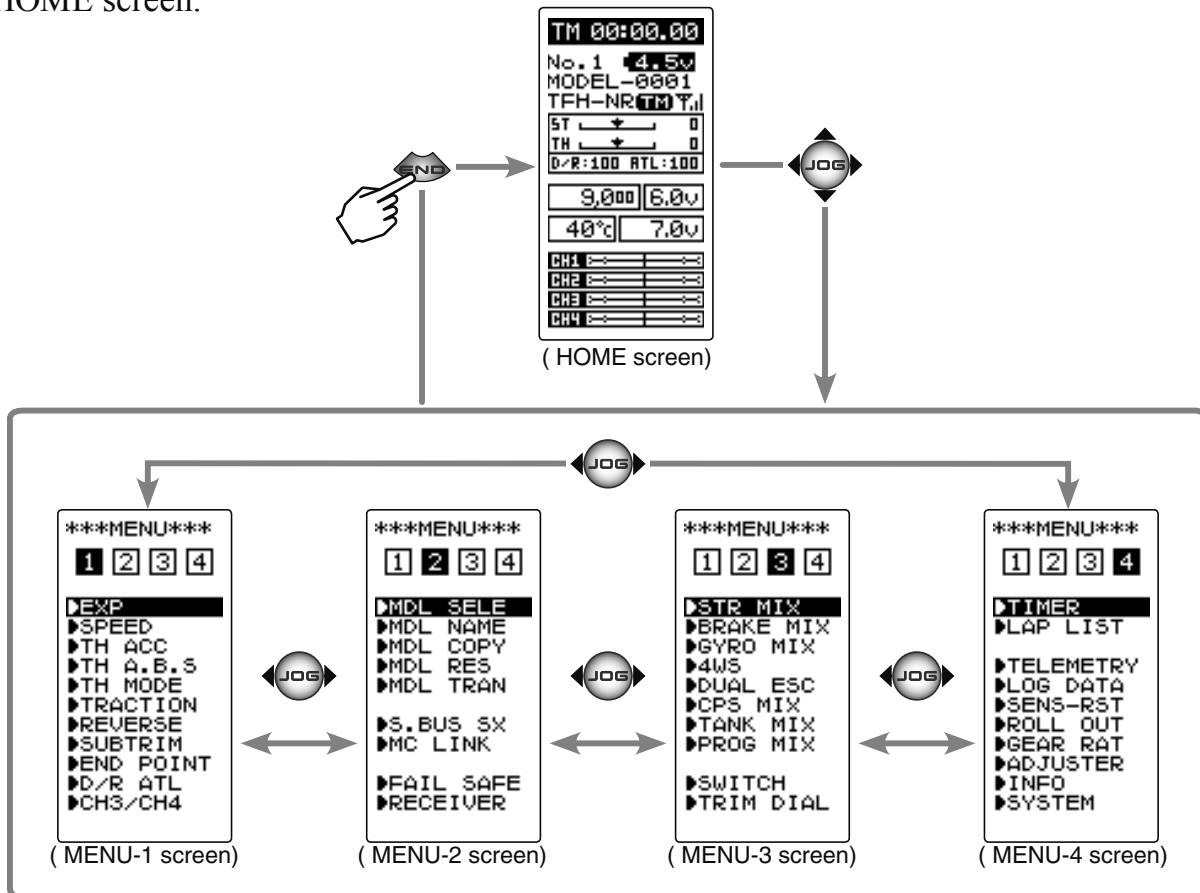 HOME screen.
TM 00:00.00
No.1 4.5v
MODEL-0001
TFH-NR TM
ST 0
TH 0
D/R:100 ATL:100
9,000 6.0v
40°c 7.0v
CH1
CH2
CH3
CH4
( HOME screen)
END
JOG
JOG
***MENU***
1 2 3 4
EXP
SPEED
TH ACC
TH A.B.S
TH MODE
TRACTION
REVERSE
SUBTRIM
END POINT
D/R ATL
CH3/CH4
( MENU-1 screen)
JOG
***MENU***
1 2 3 4
MDL SELE
MDL NAME
MDL COPY
MDL RES
MDL TRAN
S.BUS SX
MC LINK
FAIL SAFE
RECEIVER
( MENU-2 screen)
JOG
***MENU***
1 2 3 4
STR MIX
BRAKE MIX
GYRO MIX
4WS
DUAL ESC
CPS MIX
TANK MIX
PROG MIX
SWITCH
TRIM DIAL
( MENU-3 screen)
JOG
***MENU***
1 2 3 4
TIMER
LAP LIST
TELEMETRY
LOG DATA
SENS-RST
ROLL OUT
GEAR RAT
ADJUSTER
INFO
SYSTEM
( MENU-4 screen)